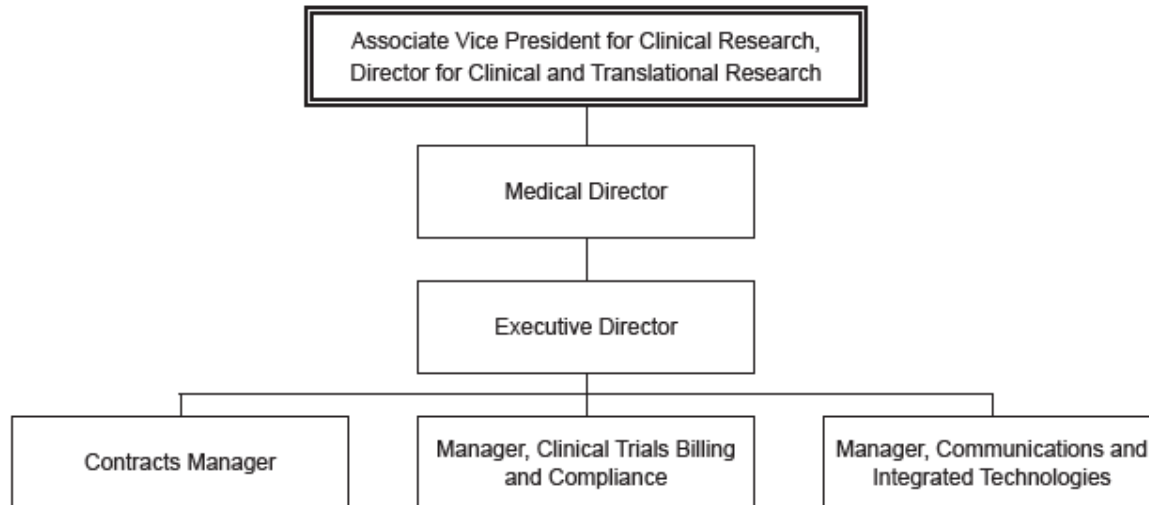 Associate Vice President for Clinical Research,
Director for Clinical and Translational Research
Medical Director
Executive Director
Contracts Manager
Manager, Clinical Trials Billing
and Compliance
Manager, Communications and
Integrated Technologies